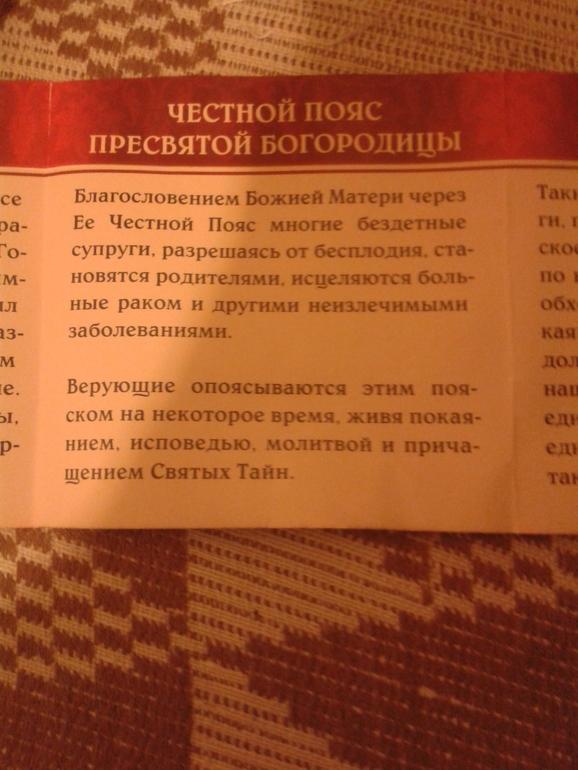 ЧЕСТНОЙ ПОЯС
ПРЕСВЯТОЙ БОГОРОДИЦЫ
Благословением Божией Матери через
Ее Честной Пояс многие бездетные
супруги, разрешаясь от бесплодия, ста-
новятся родителями, исцеляются боль-
ные раком и другими неизлечимыми
заболеваниями.
Верующие опоясываются этим поя-
ском на некоторое время, живя покая-
нием, исповедью, молитвой и прича-
щением Святых Тайн.